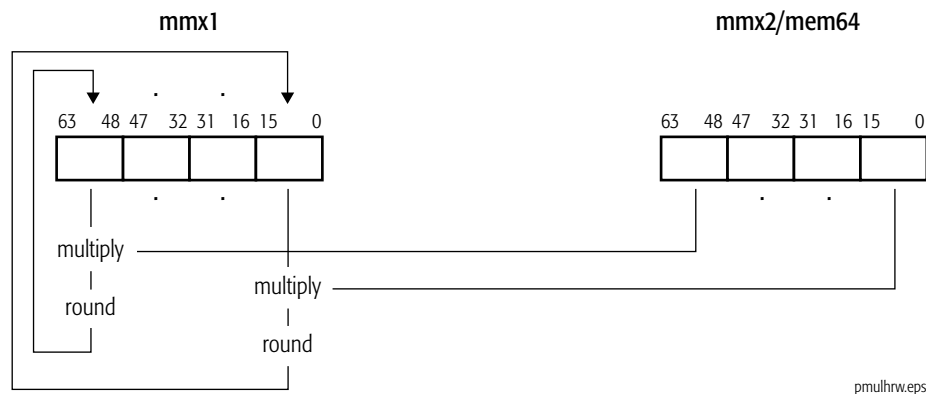 mmx1 mmx2/mem64
. .
63 48 47 32 31 16 15 0 63 48 47 32 31 16 15 0
. . . .
multiply
multiply
round
round
pmulhrw.eps